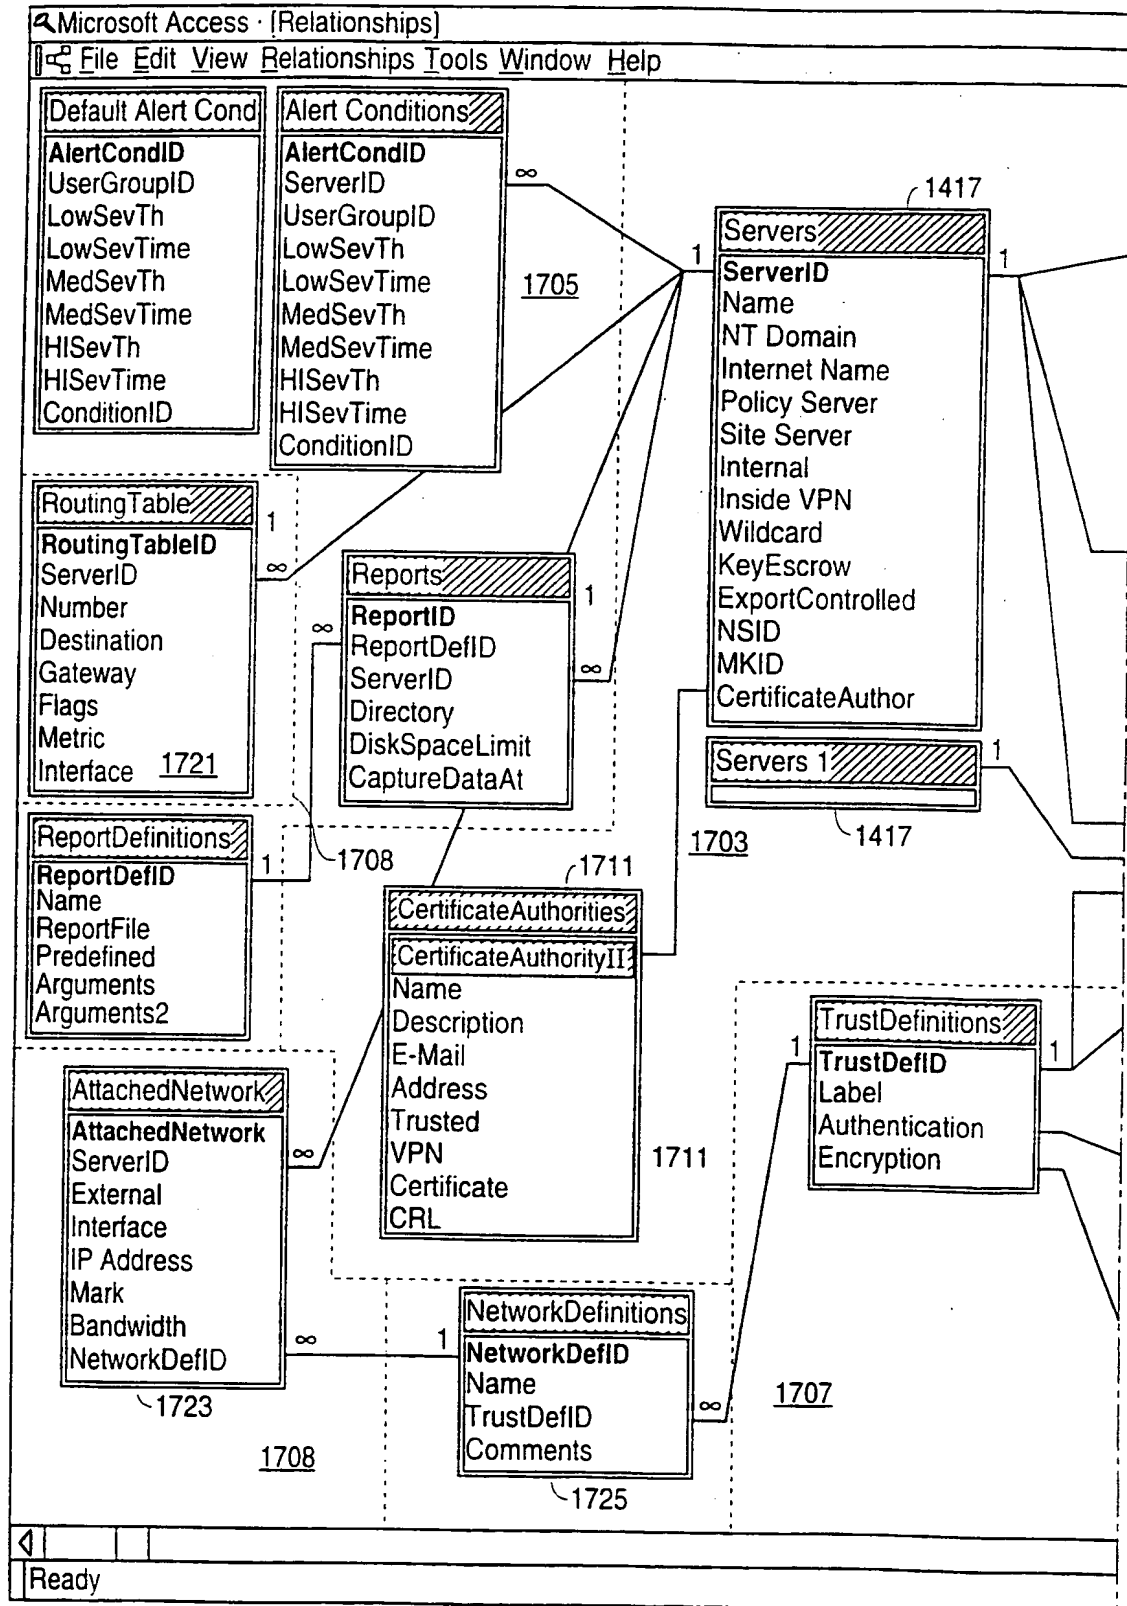 Microsoft Access · [Relationships]
File Edit View Relationships Tools Window Help
Default Alert Cond
AlertCondID
UserGroupID
LowSevTh
LowSevTime
MedSevTh
MedSevTime
HISevTh
HISevTime
ConditionID
Alert Conditions
AlertCondID
ServerID
UserGroupID
LowSevTh
LowSevTime
MedSevTh
MedSevTime
HISevTh
HISevTime
ConditionID
∞
1705
1417
1
Servers
1
ServerID
Name
NT Domain
Internet Name
Policy Server
Site Server
Internal
Inside VPN
Wildcard
KeyEscrow
ExportControlled
NSID
MKID
CertificateAuthor
Servers 1
1
1417
RoutingTable
1
RoutingTableID
∞
ServerID
Number
Destination
Gateway
Flags
Metric
Interface
1721
Reports
1
∞
ReportID
ReportDefID
ServerID
∞
Directory
DiskSpaceLimit
CaptureDataAt
1703
1708
ReportDefinitions
1
ReportDefID
Name
ReportFile
Predefined
Arguments
Arguments2
1711
CertificateAuthorities
CertificateAuthorityII
Name
Description
E-Mail
Address
Trusted
VPN
Certificate
CRL
1711
TrustDefinitions
1
1
TrustDefID
Label
Authentication
Encryption
AttachedNetwork
AttachedNetwork
∞
ServerID
External
Interface
IP Address
Mark
Bandwidth
NetworkDefID
∞
1
1723
1708
NetworkDefinitions
NetworkDefID
Name
TrustDefID
Comments
∞
1725
1707
Ready